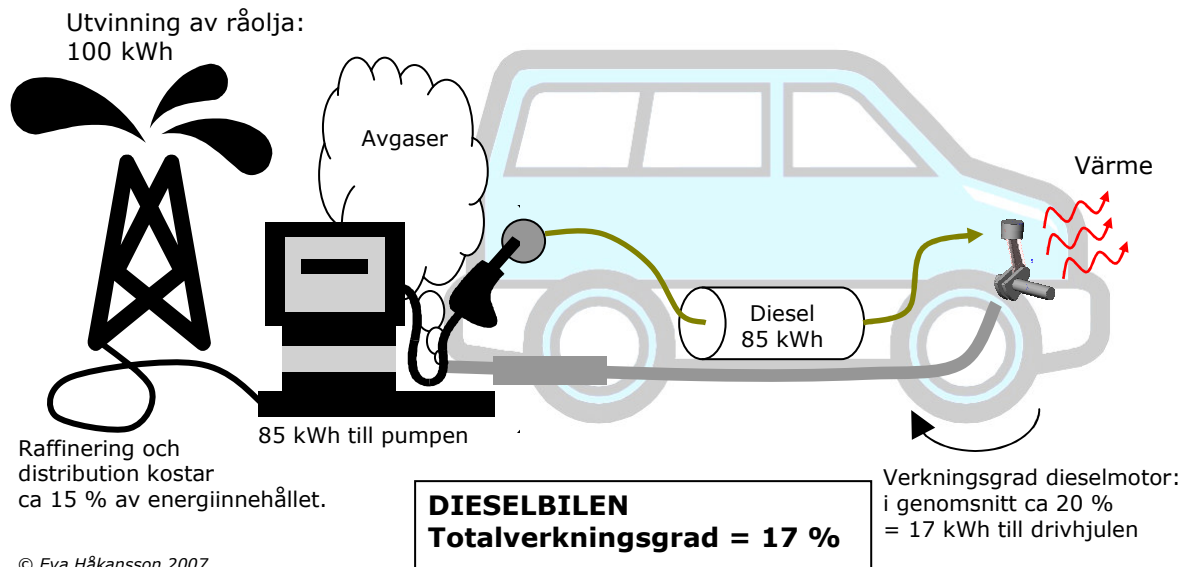 Utvinning av råolja:
100 kWh
Avgaser
Värme
Diesel
85 kWh
85 kWh till pumpen
Raffinering och
distribution kostar
ca 15 % av energiinnehållet.
Verkningsgrad dieselmotor:
i genomsnitt ca 20 %
= 17 kWh till drivhjulen
DIESELBILEN
Totalverkningsgrad = 17 %
© Eva Håkansson 2007